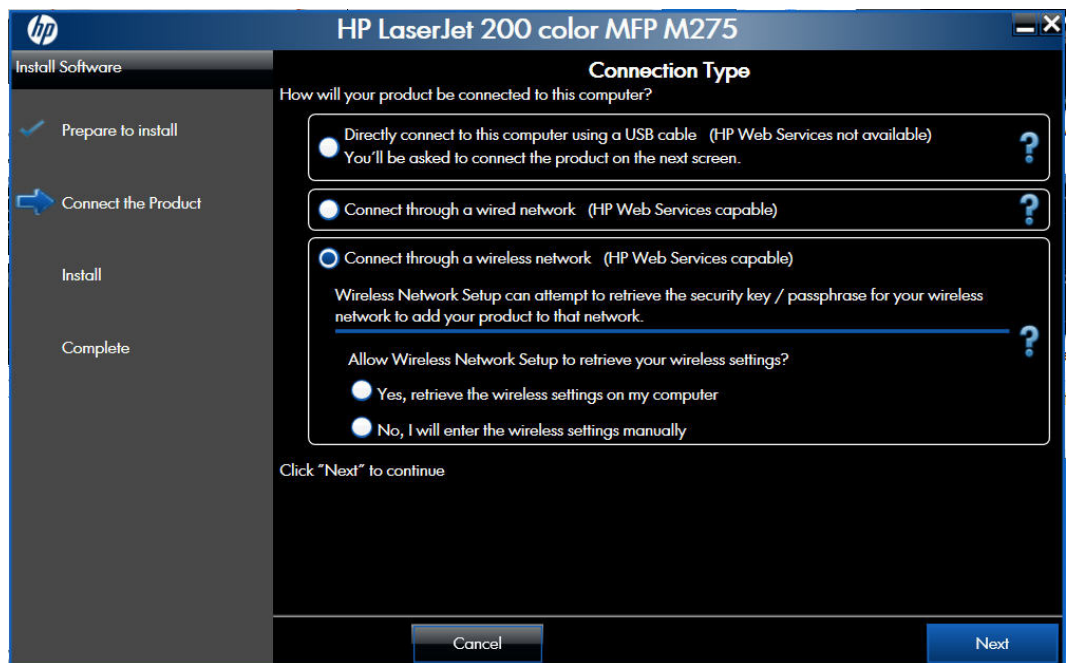 hp
HP LaserJet 200 color MFP M275
Install Software
Prepare to install
Connect the Product
Install
Complete
Connection Type
How will your product be connected to this computer?
Directly connect to this computer using a USB cable (HP Web Services not available)
You'll be asked to connect the product on the next screen.
?
Connect through a wired network (HP Web Services capable)
?
Connect through a wireless network (HP Web Services capable)
Wireless Network Setup can attempt to retrieve the security key / passphrase for your wireless
network to add your product to that network.
?
Allow Wireless Network Setup to retrieve your wireless settings?
Yes, retrieve the wireless settings on my computer
No, I will enter the wireless settings manually
Click "Next" to continue
Cancel
Next